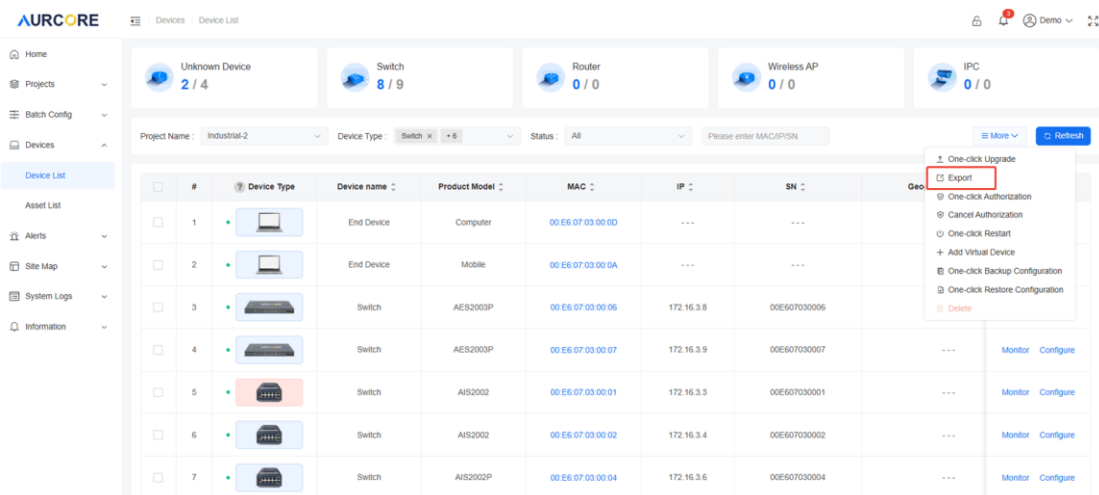 AURCORE
Devices Device List
3
Demo
Home
Projects
Batch Config
Devices
Device List
Asset List
Alerts
Site Map
System Logs
Information
Unknown Device
2 / 4
Switch
8 / 9
Router
0 / 0
Wireless AP
0 / 0
IPC
0 / 0
Project Name : Industrial-2 Device Type : Switch × + 6 Status : All Please enter MAC/IP/SN More Refresh
One-click Upgrade
Export
One-click Authorization
Cancel Authorization
One-click Restart
Add Virtual Device
One-click Backup Configuration
One-click Restore Configuration
Delete
# ? Device Type Device name Product Model MAC IP SN Geo
1 End Device Computer 00:E6:07:03:00:0D --- ---
2 End Device Mobile 00:E6:07:03:00:0A --- ---
3 Switch AES2003P 00:E6:07:03:00:06 172.16.3.8 00E607030006
4 Switch AES2003P 00:E6:07:03:00:07 172.16.3.9 00E607030007 --- Monitor Configure
5 Switch AIS2002 00:E6:07:03:00:01 172.16.3.3 00E607030001 --- Monitor Configure
6 Switch AIS2002 00:E6:07:03:00:02 172.16.3.4 00E607030002 --- Monitor Configure
7 Switch AIS2002P 00:E6:07:03:00:04 172.16.3.6 00E607030004 --- Monitor Configure